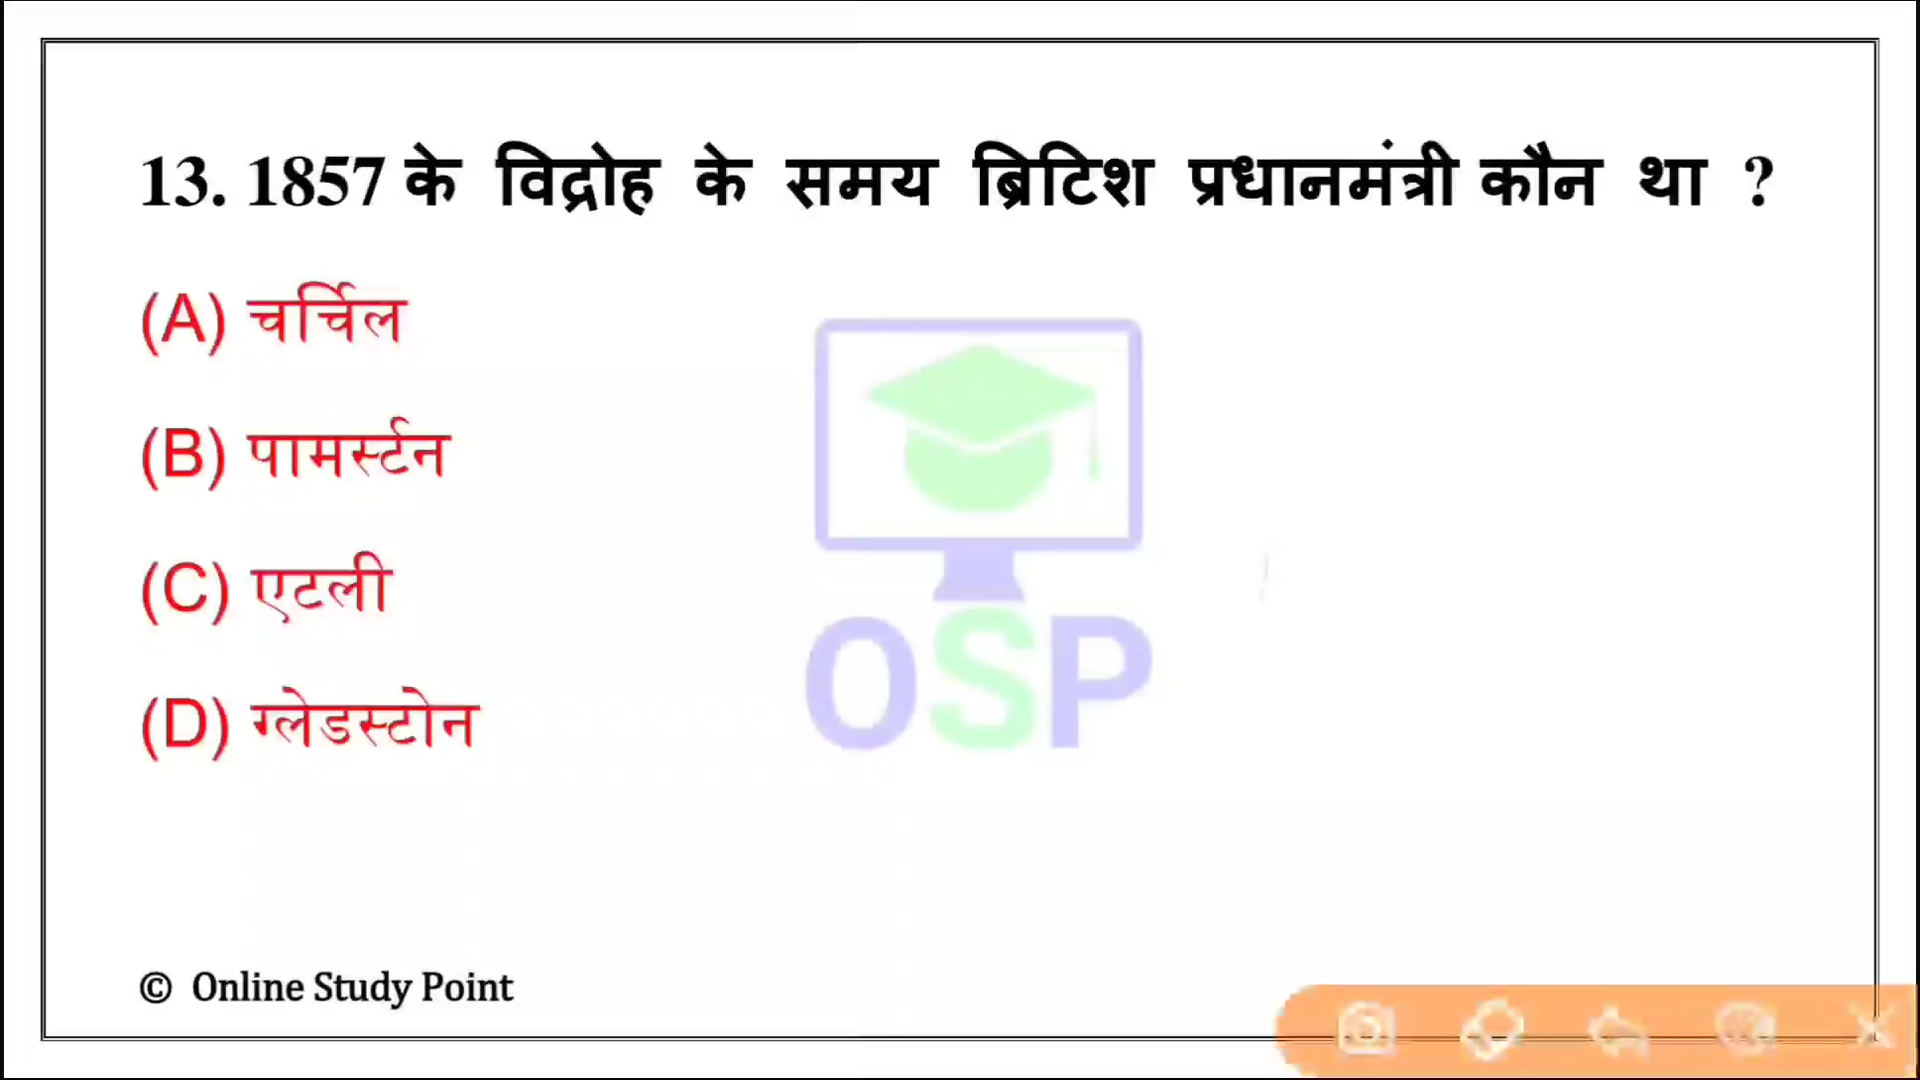 13. 1857 के विद्रोह के समय ब्रिटिश प्रधानमंत्री कौन था ?
(A) चर्चिल
(B) पामर्स्टन
(C) एटली
(D) ग्लेडस्टोन
OSP
© Online Study Point